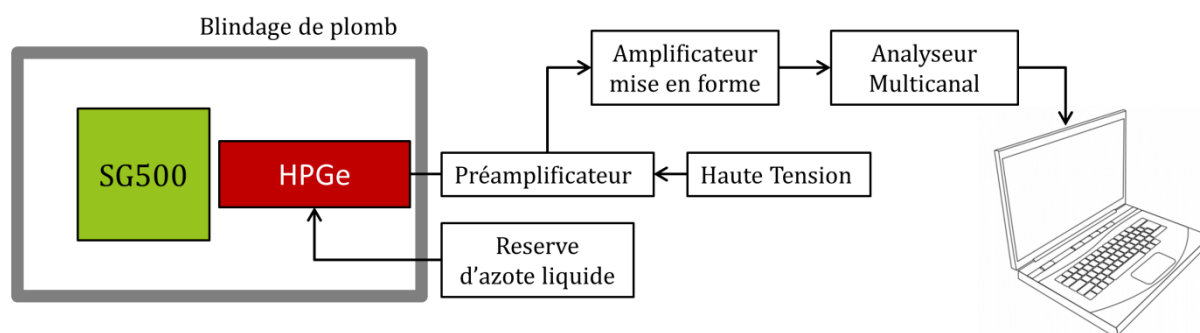 Blindage de plomb
SG500
HPGe
Préamplificateur
Haute Tension
Amplificateur
mise en forme
Analyseur
Multicanal
Reserve
d'azote liquide